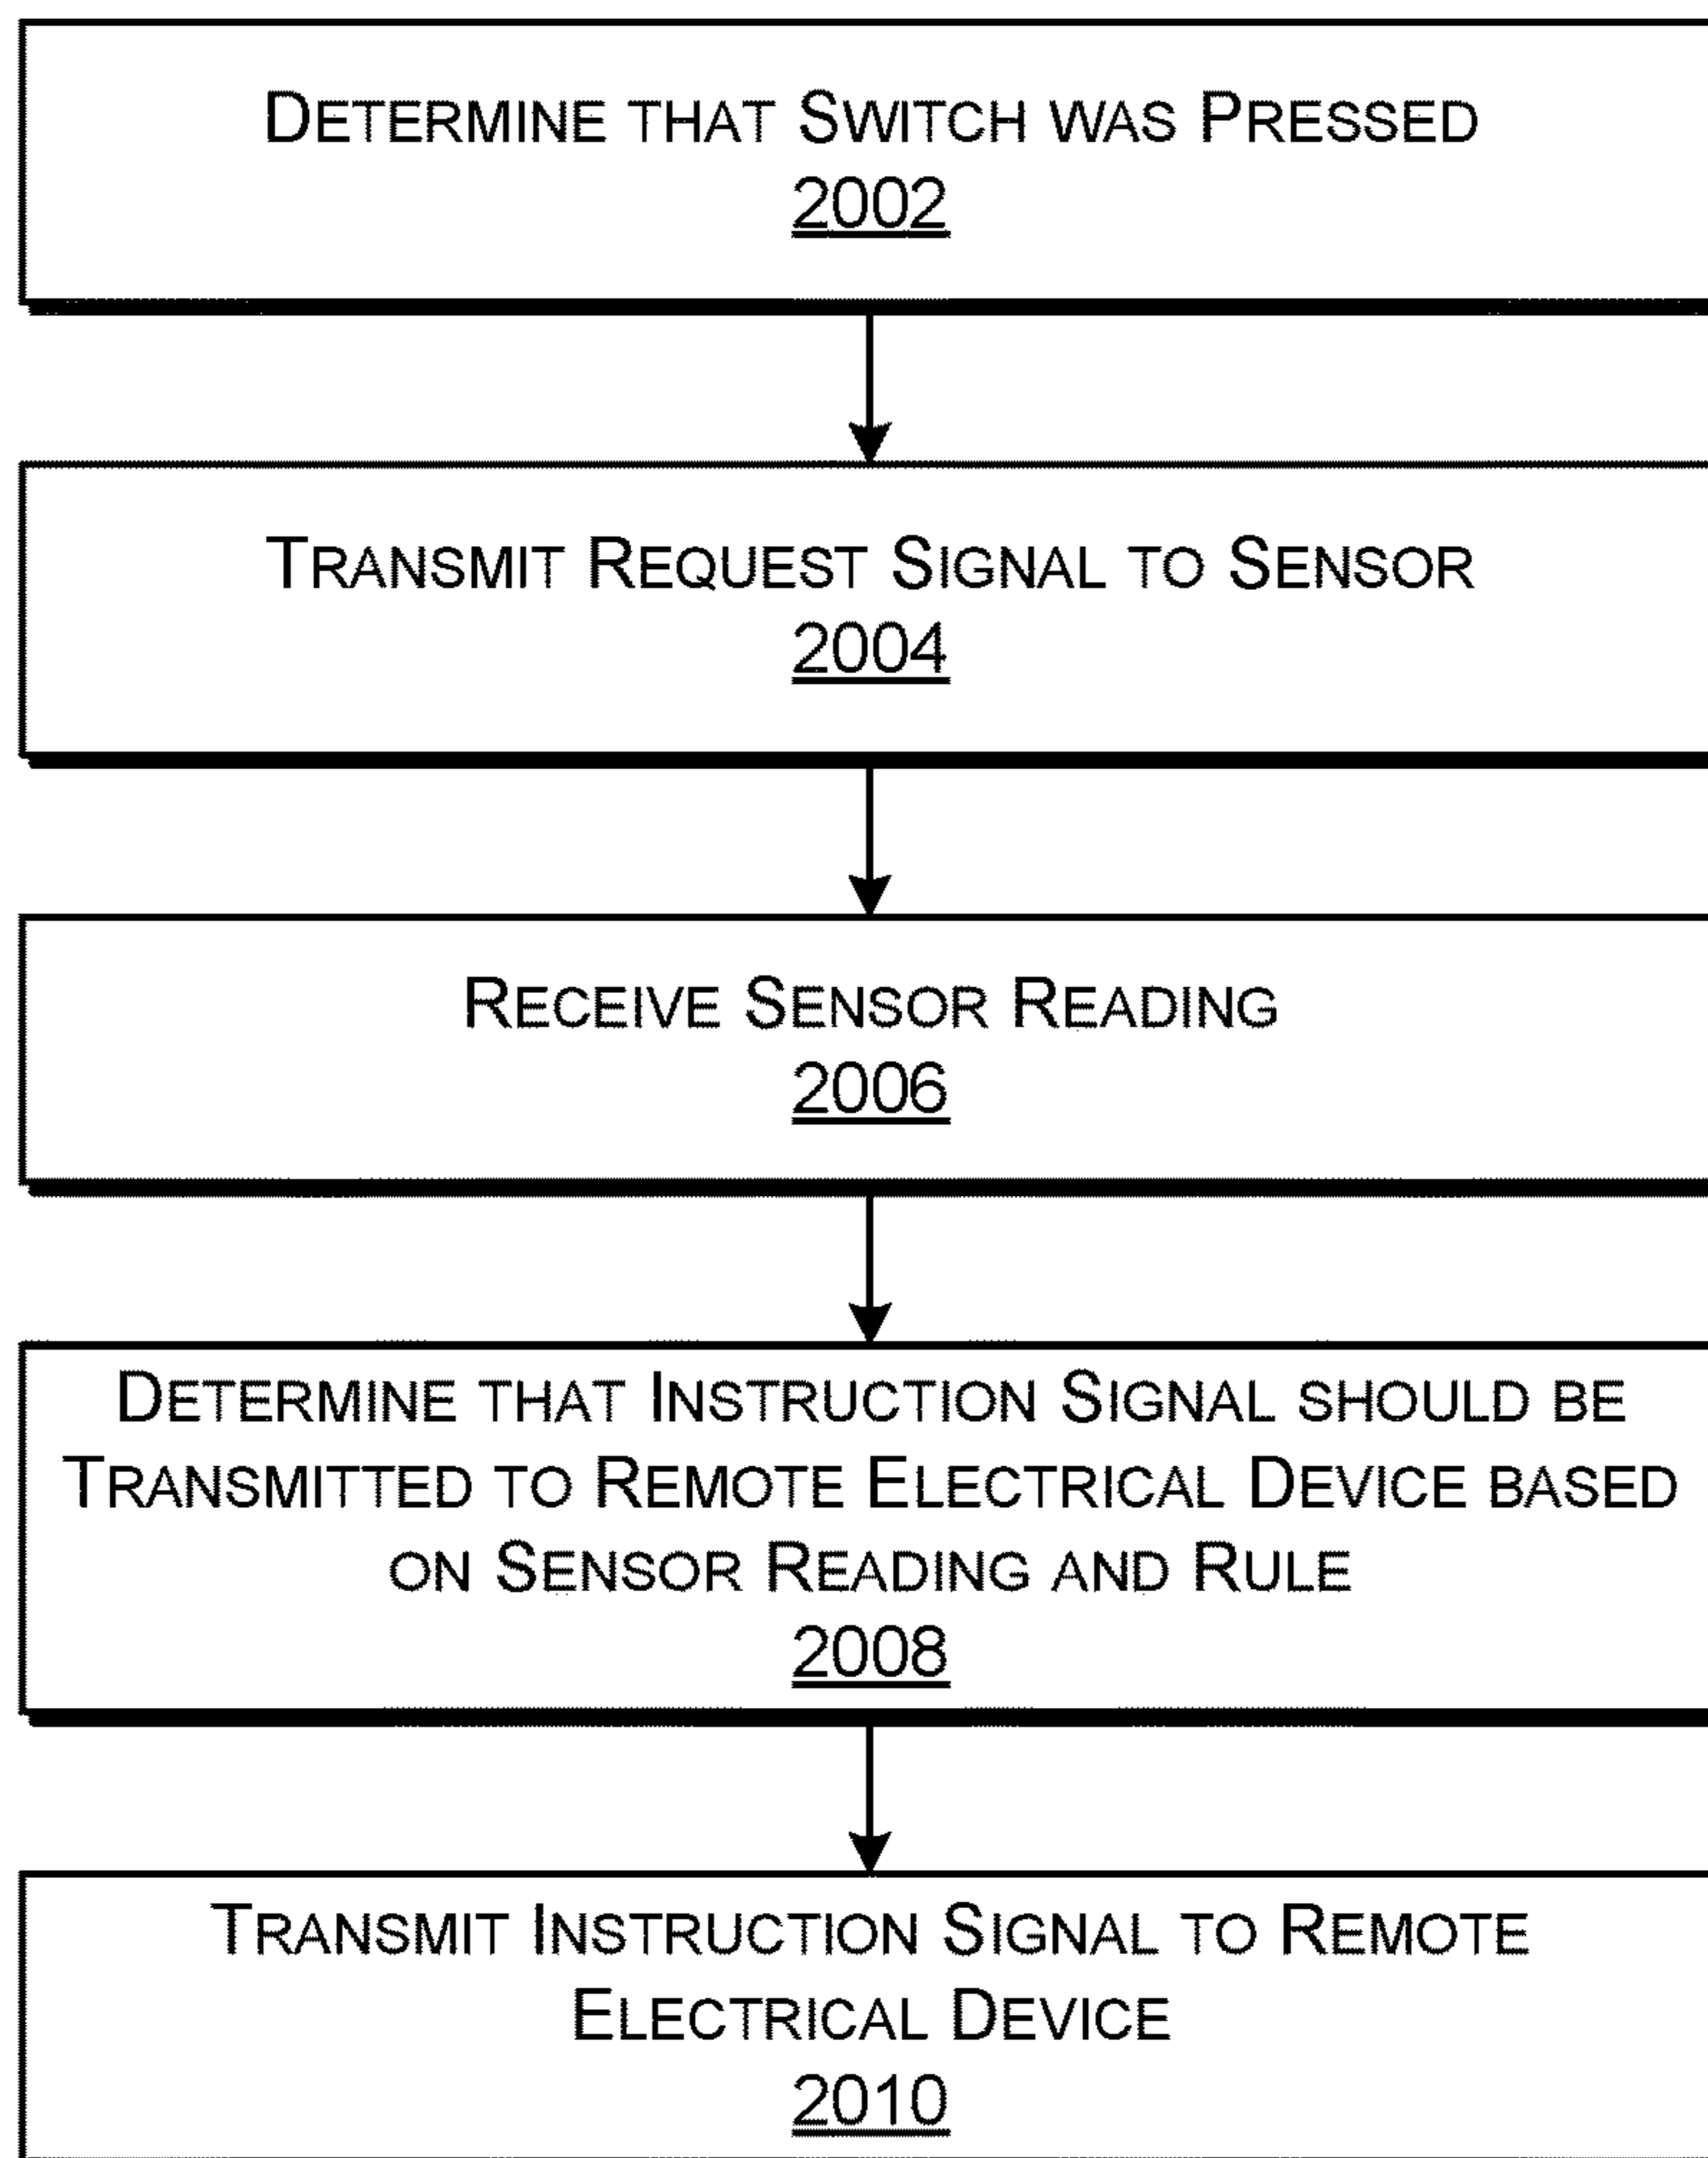 DETERMINE THAT SWITCH WAS PRESSED
2002
TRANSMIT REQUEST SIGNAL TO SENSOR
2004
RECEIVE SENSOR READING
2006
DETERMINE THAT INSTRUCTION SIGNAL SHOULD BE
TRANSMITTED TO REMOTE ELECTRICAL DEVICE BASED
ON SENSOR READING AND RULE
2008
TRANSMIT INSTRUCTION SIGNAL TO REMOTE
ELECTRICAL DEVICE
2010